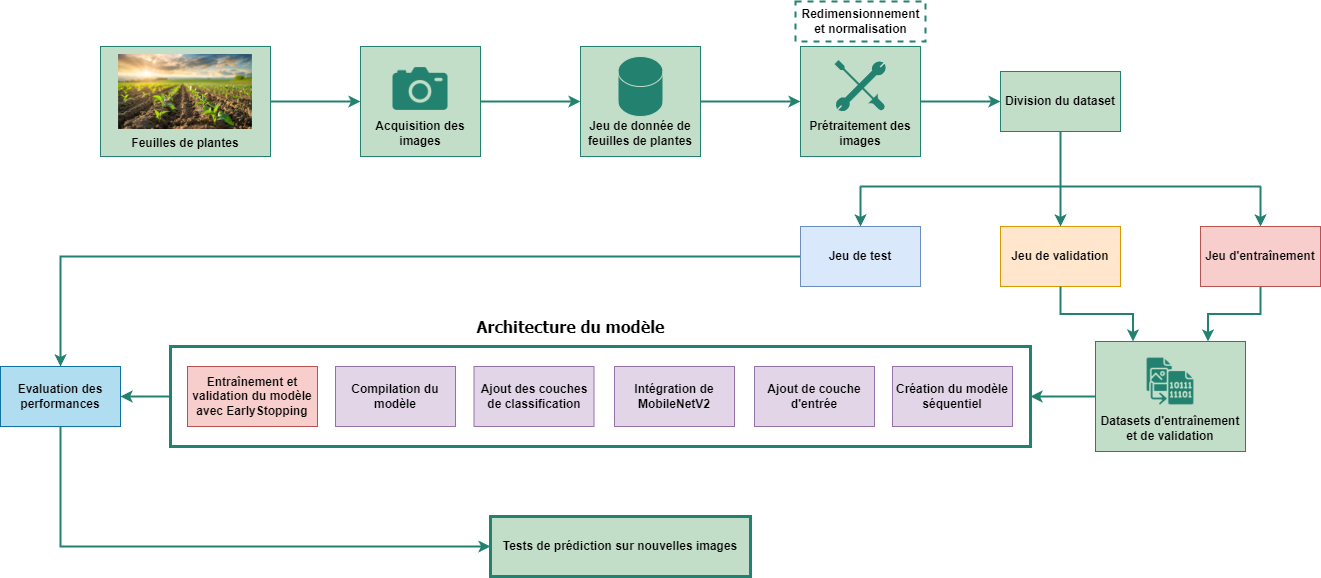 Redimensionnement
et normalisation
Feuilles de plantes
Acquisition des
images
Jeu de donnée de
feuilles de plantes
Prétraitement des
images
Division du dataset
Jeu de test
Jeu de validation
Jeu d'entraînement
Architecture du modèle
Evaluation des
performances
Entraînement et
validation du modèle
avec EarlyStopping
Compilation du
modèle
Ajout des couches
de classification
Intégration de
MobileNetV2
Ajout de couche
d'entrée
Création du modèle
séquentiel
10111
11101
Datasets d'entraînement
et de validation
Tests de prédiction sur nouvelles images